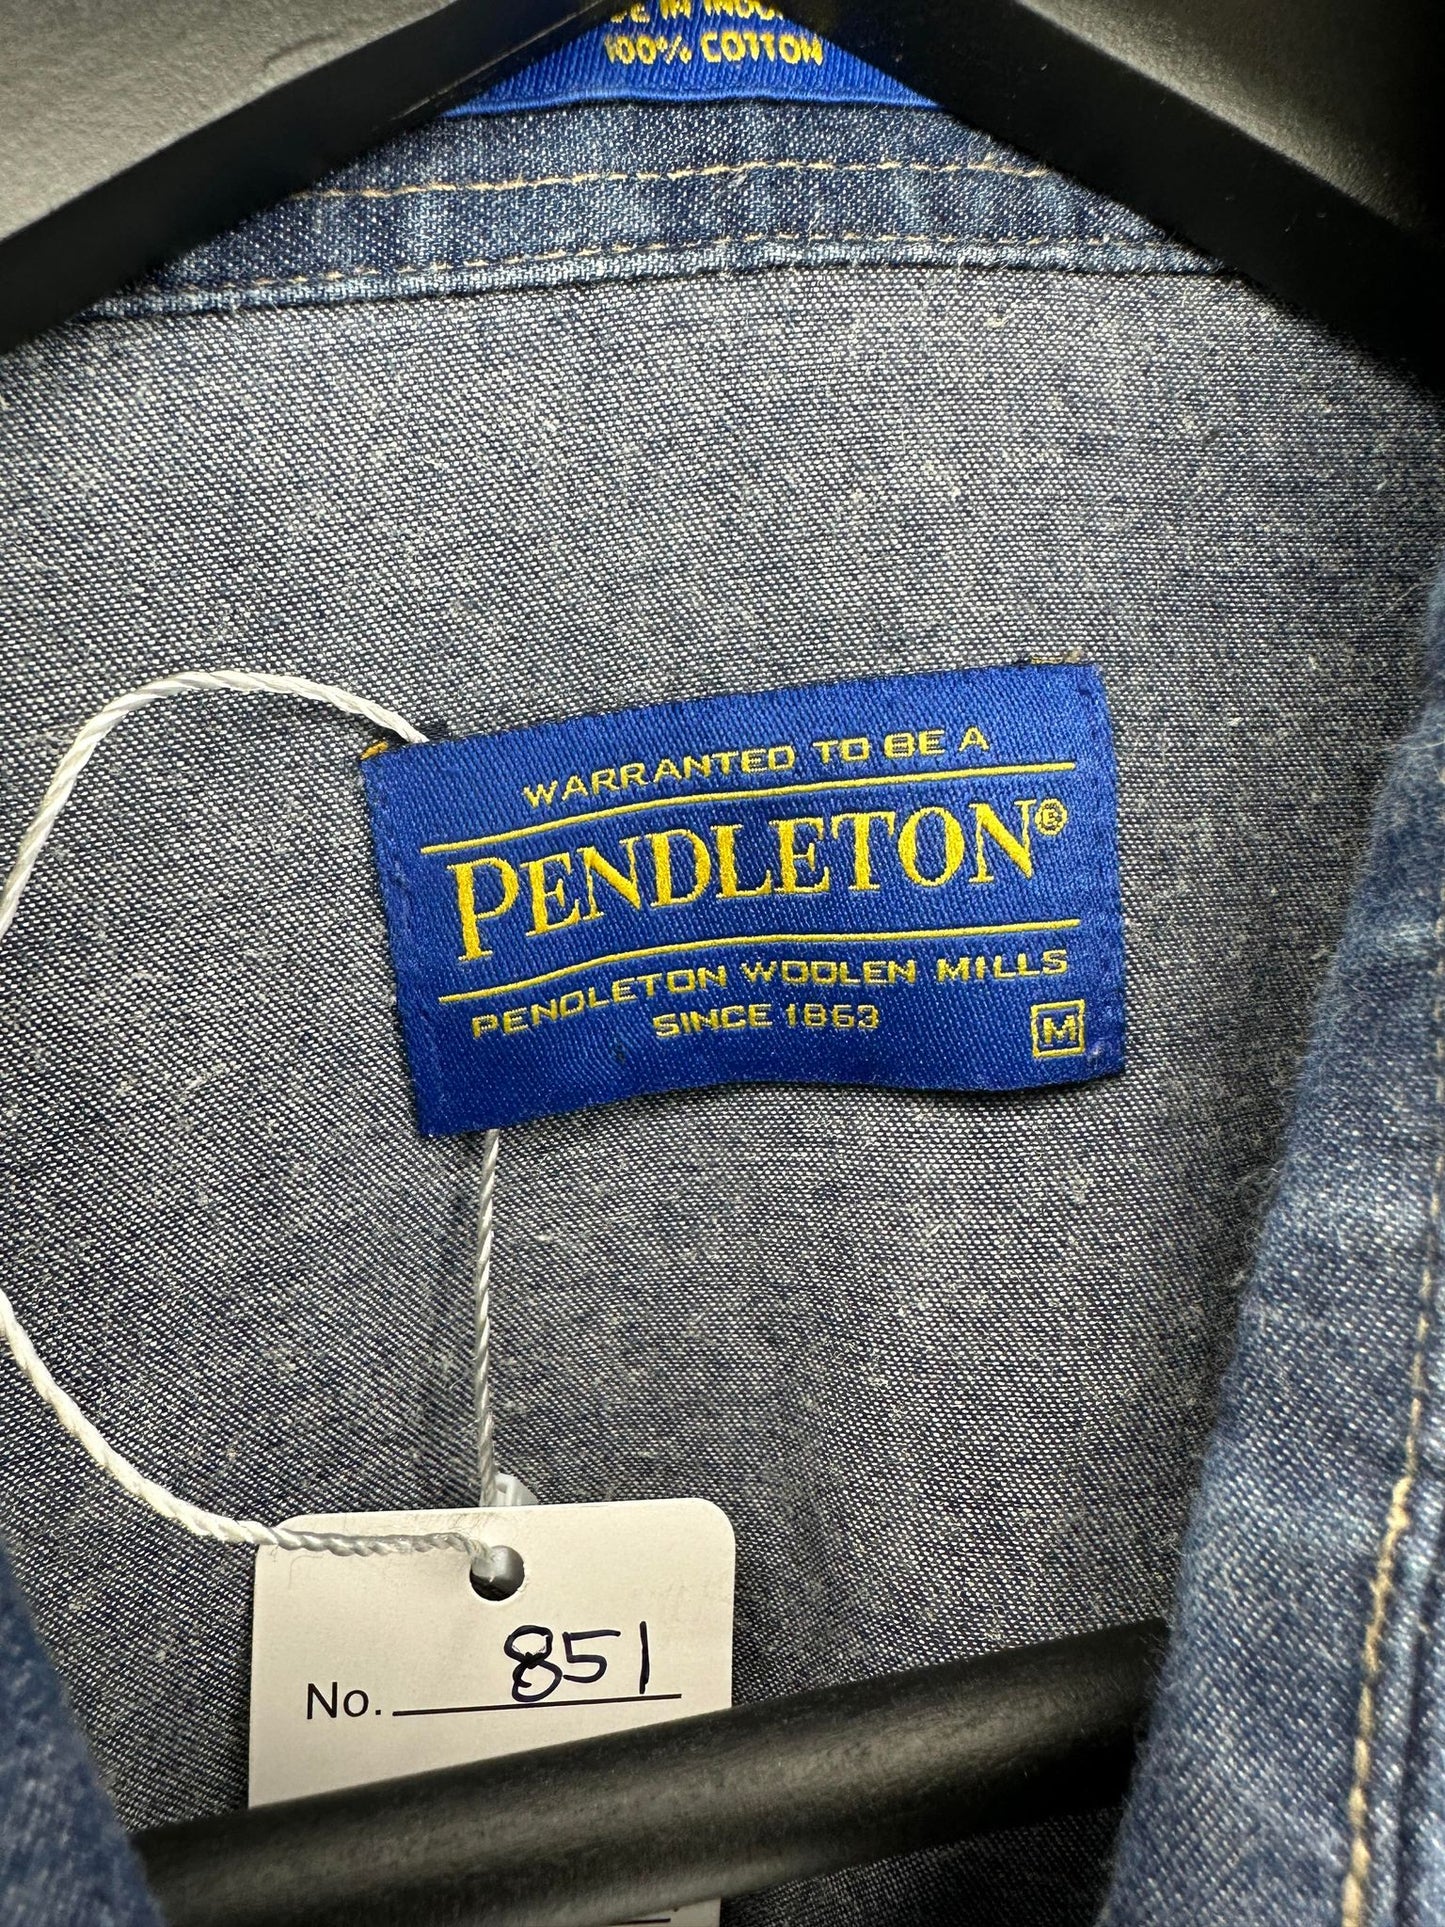 100% COTTON
WARRANTED TO BE A
PENDLETON®
PENDLETON WOOLEN MILLS
SINCE 1863
M
No. 851